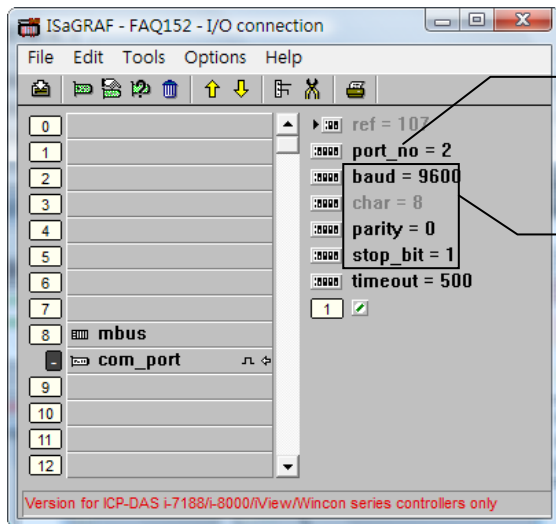 ISaGRAF - FAQ152 - I/O connection
File Edit Tools Options Help
ref = 107
port_no = 2
baud = 9600
char = 8
parity = 0
stop_bit = 1
timeout = 500
1
0
1
2
3
4
5
6
7
8 mbus
- com_port
9
10
11
12
Version for ICP-DAS i-7188/i-8000/iView/Wincon series controllers only